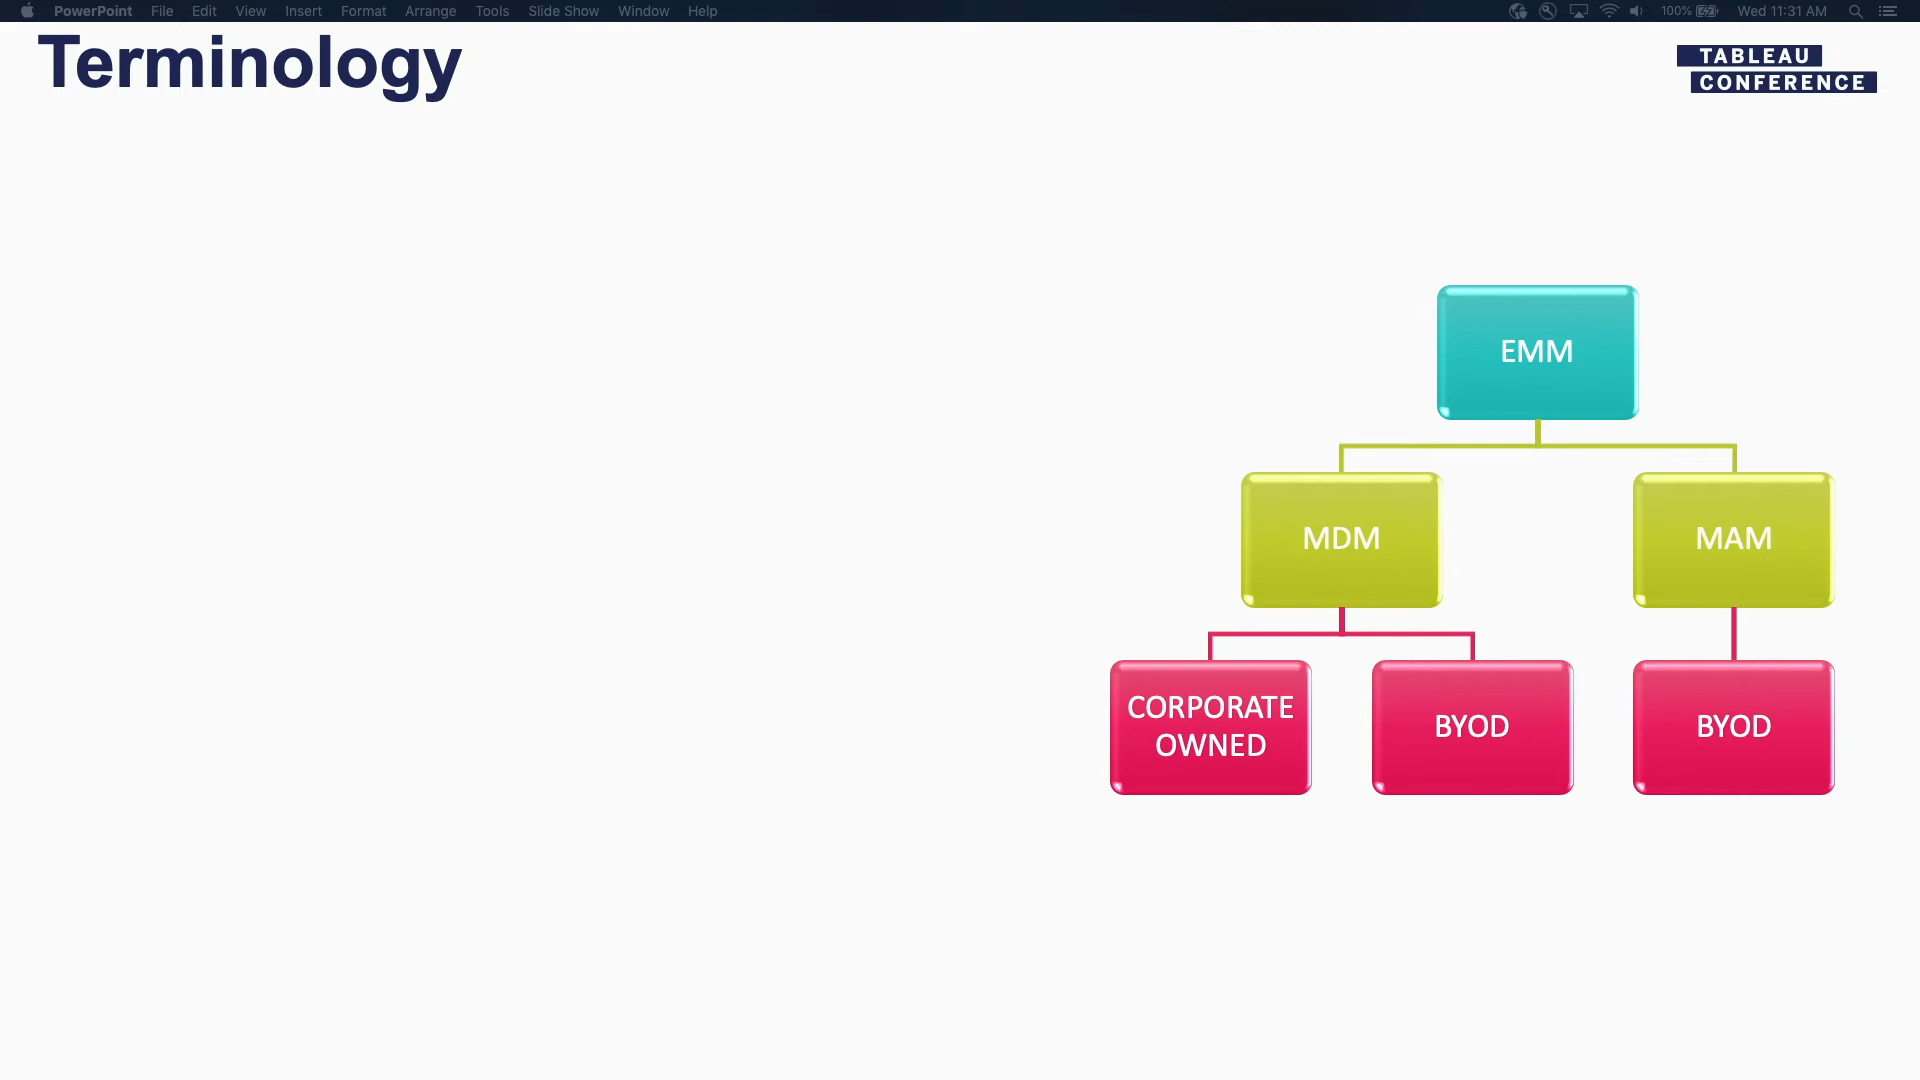 PowerPoint File Edit View Insert Format Arrange Tools Slide Show Window Help 100% Wed 11:31 AM
Terminology
TABLEAU
CONFERENCE
EMM
MDM MAM
CORPORATE
OWNED
BYOD
BYOD